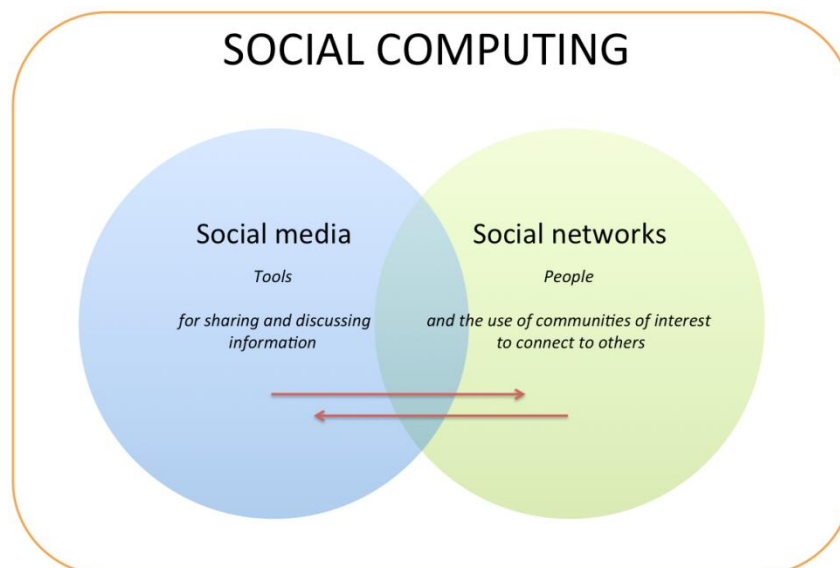 SOCIAL COMPUTING
Social media
Tools
for sharing and discussing
information
Social networks
People
and the use of communities of interest
to connect to others